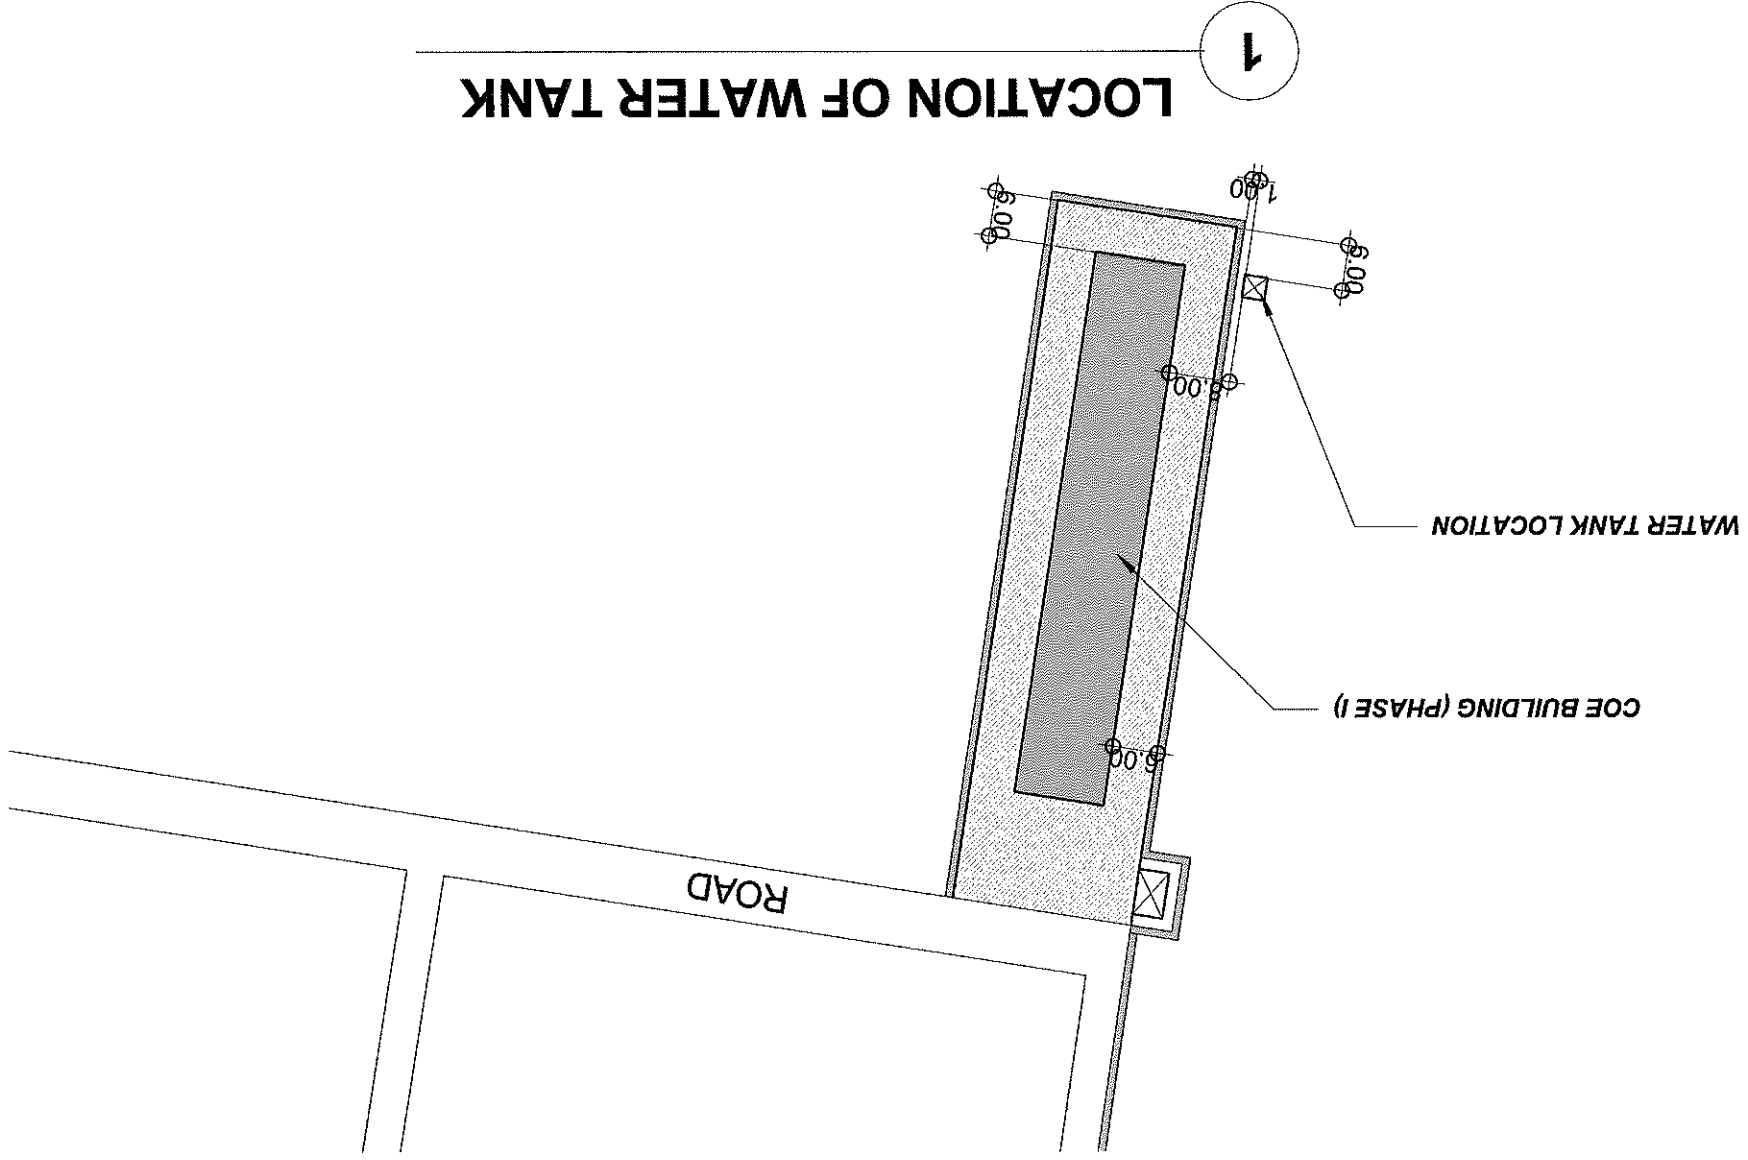 ROAD
6.00
COE BUILDING (PHASE I)
WATER TANK LOCATION
8.00
6.00
6.00
1.00
LOCATION OF WATER TANK
1